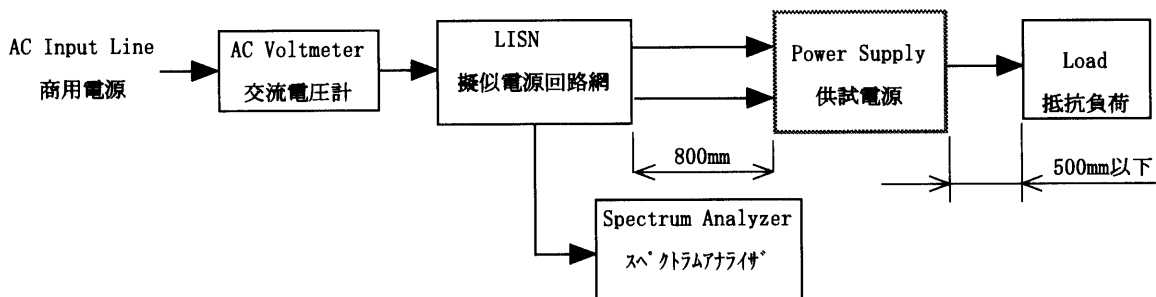 AC Input Line
商用電源
AC Voltmeter
交流電圧計
LISN
擬似電源回路網
Power Supply
供試電源
Load
抵抗負荷
800mm
500mm以下
Spectrum Analyzer
ｽﾍﾟｸﾄﾗﾑｱﾅﾗｲｻﾞ